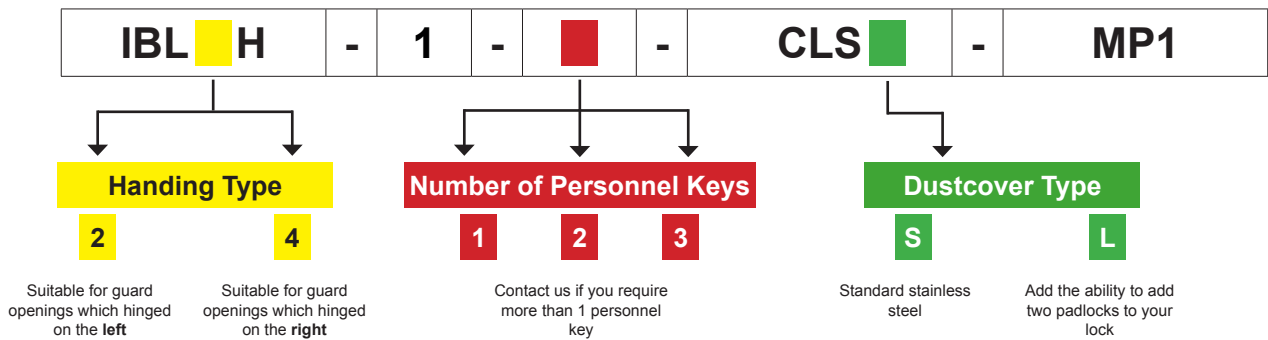 IBL H - 1 - - CLS - MP1
Handing Type
Number of Personnel Keys
Dustcover Type
2
4
1
2
3
S
L
Suitable for guard
openings which hinged
on the left
Suitable for guard
openings which hinged
on the right
Contact us if you require
more than 1 personnel
key
Standard stainless
steel
Add the ability to add
two padlocks to your
lock